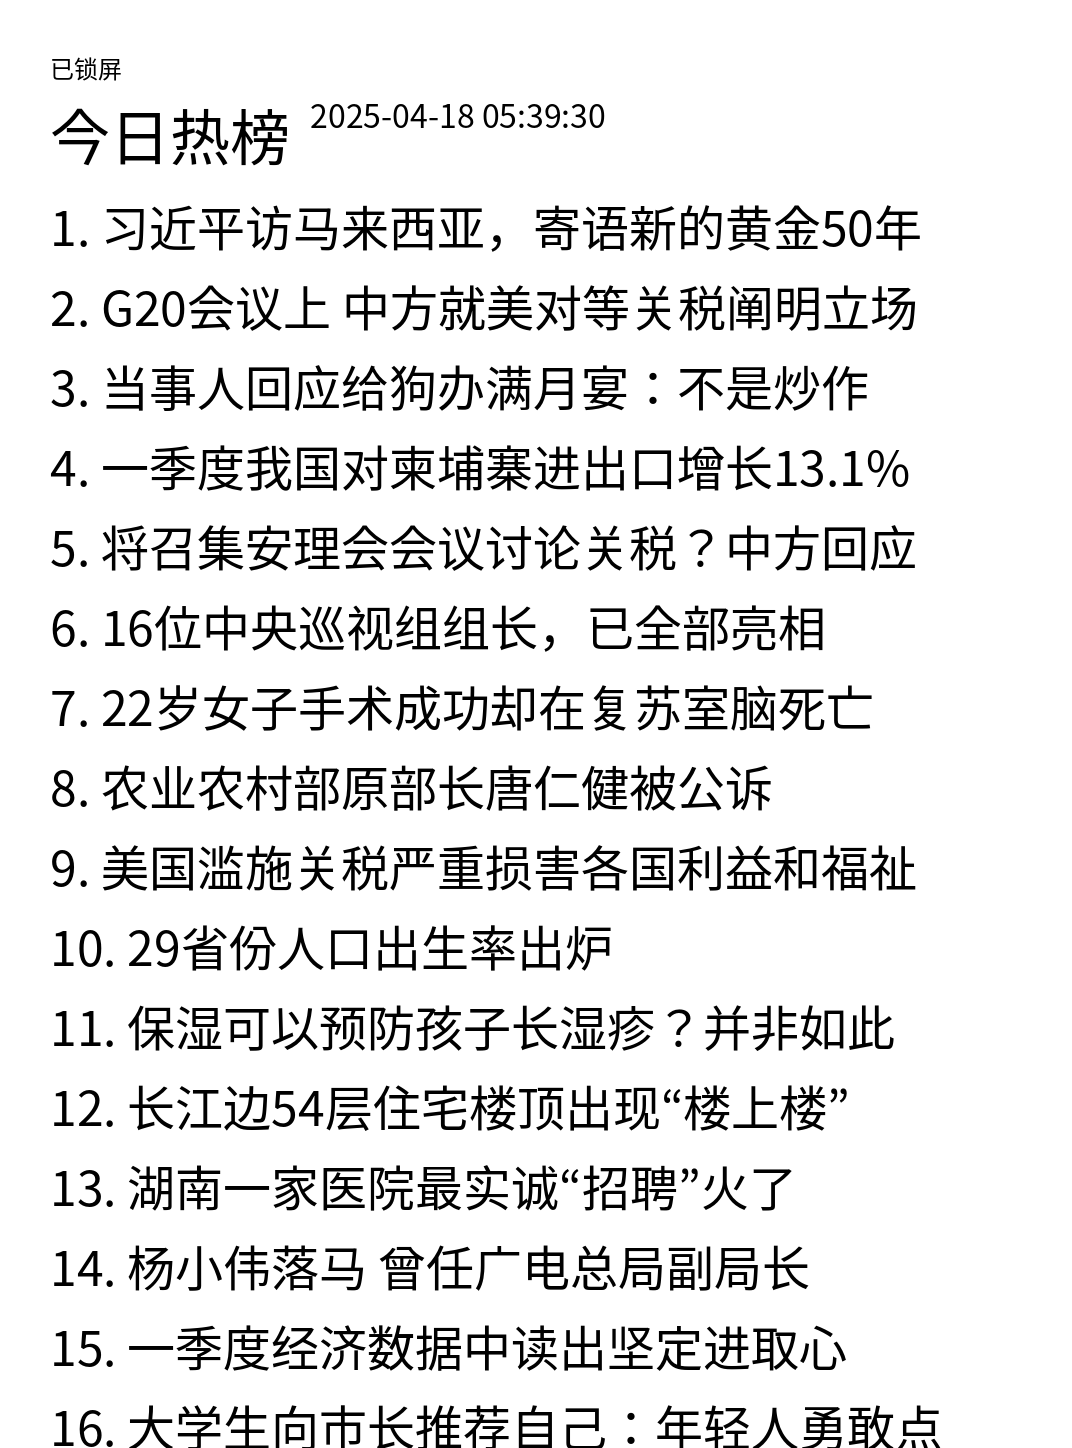 已锁屏
今日热榜 2025-04-18 05:39:30
1. 习近平访马来西亚，寄语新的黄金50年
2. G20会议上 中方就美对等关税阐明立场
3. 当事人回应给狗办满月宴：不是炒作
4. 一季度我国对柬埔寨进出口增长13.1%
5. 将召集安理会会议讨论关税？中方回应
6. 16位中央巡视组组长，已全部亮相
7. 22岁女子手术成功却在复苏室脑死亡
8. 农业农村部原部长唐仁健被公诉
9. 美国滥施关税严重损害各国利益和福祉
10. 29省份人口出生率出炉
11. 保湿可以预防孩子长湿疹？并非如此
12. 长江边54层住宅楼顶出现“楼上楼”
13. 湖南一家医院最实诚“招聘”火了
14. 杨小伟落马 曾任广电总局副局长
15. 一季度经济数据中读出坚定进取心
16. 大学生向市长推荐自己：年轻人勇敢点